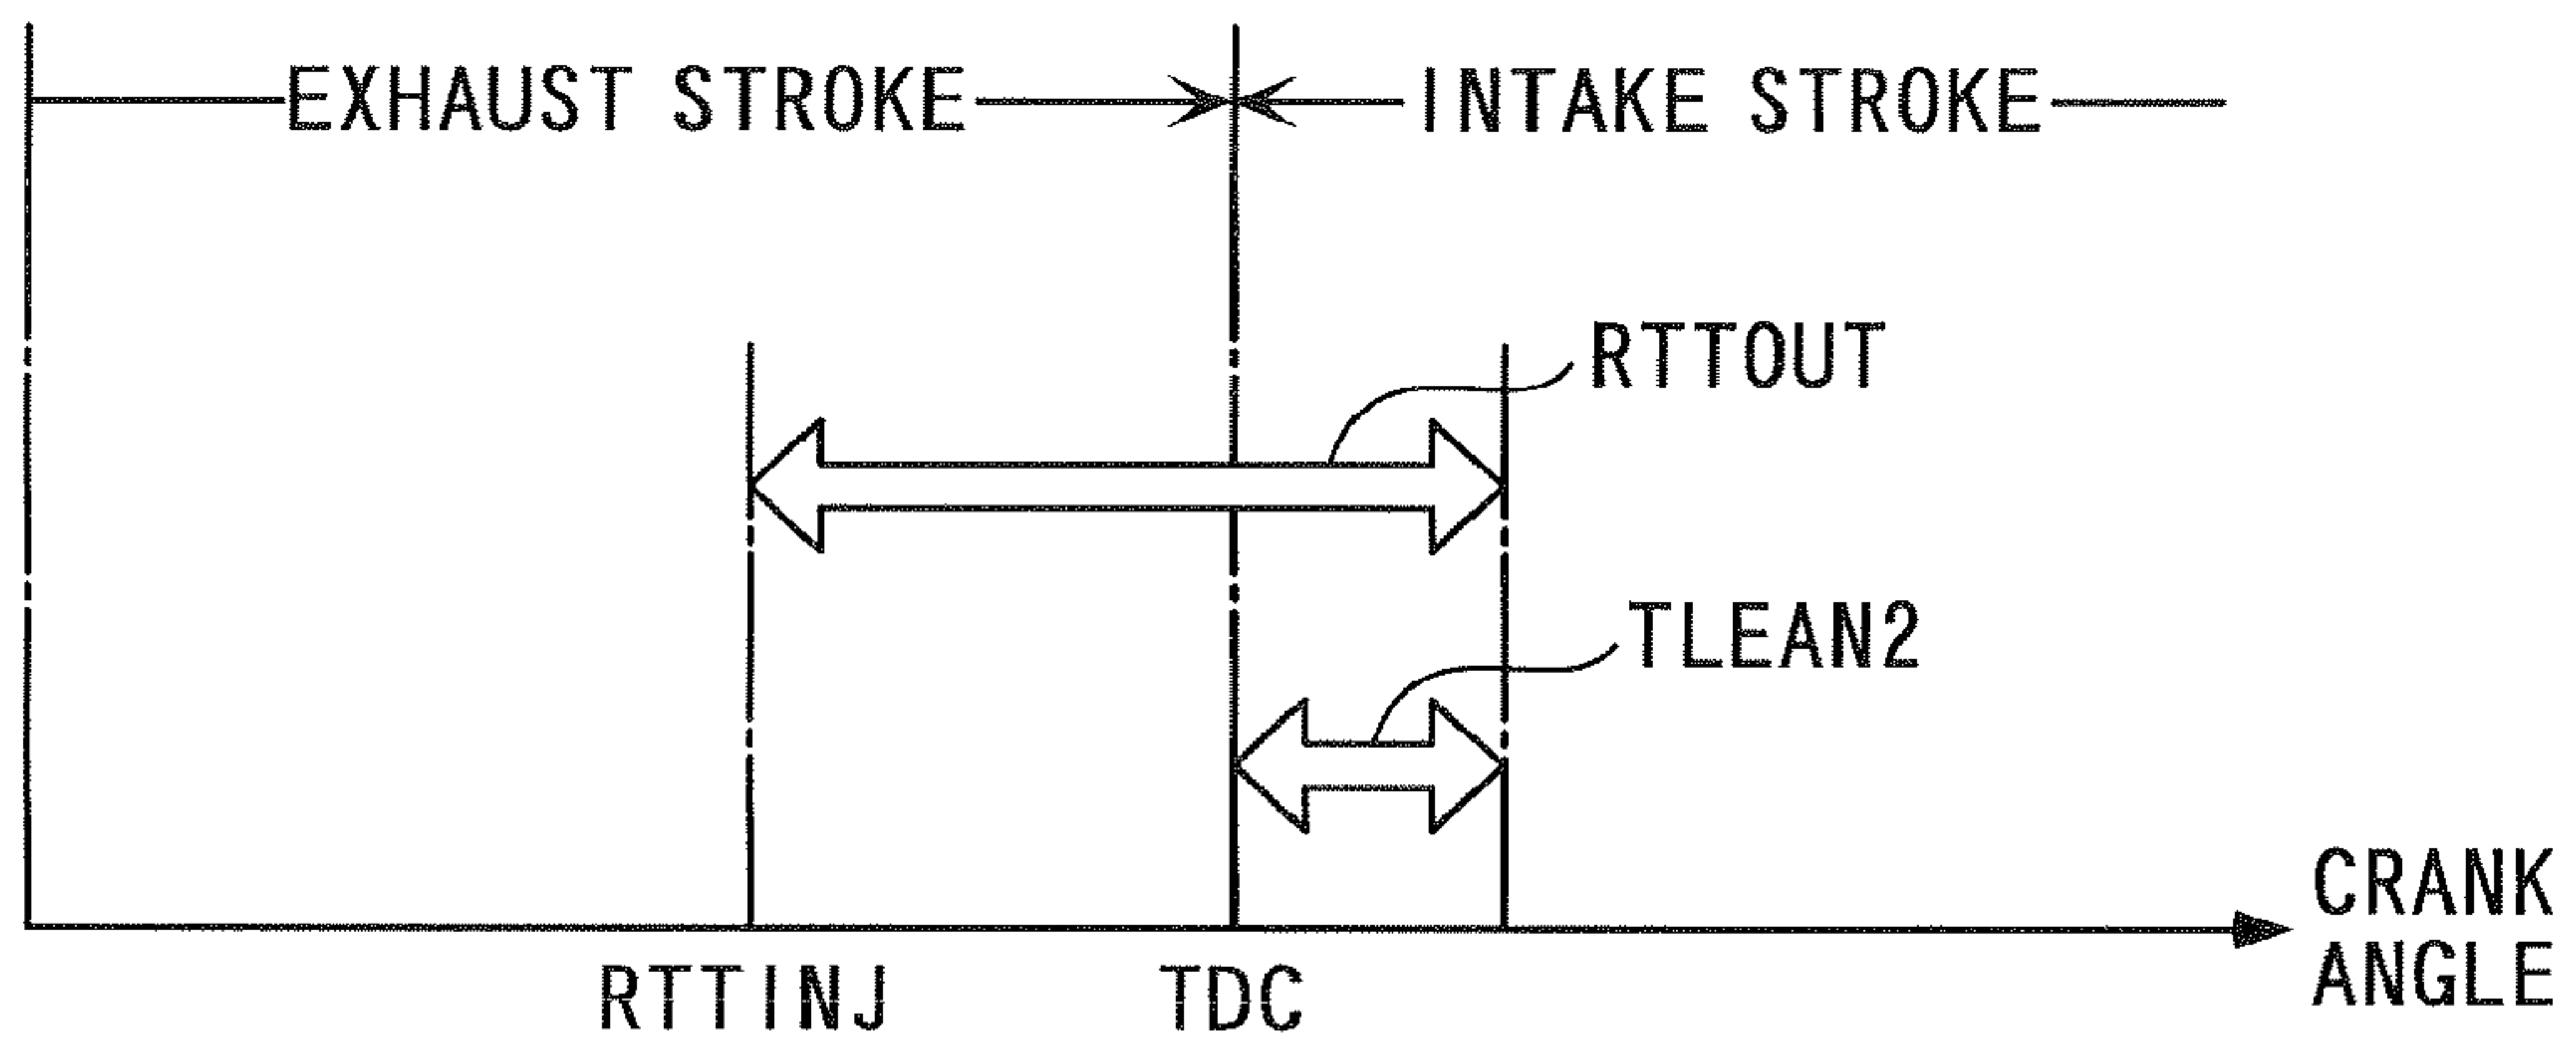 EXHAUST STROKE
INTAKE STROKE
RTTOUT
TLEAN2
RTTINJ
TDC
CRANK
ANGLE